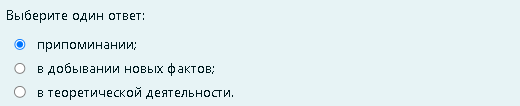 Выберите один ответ:
припоминании;
в добывании новых фактов;
в теоретической деятельности.